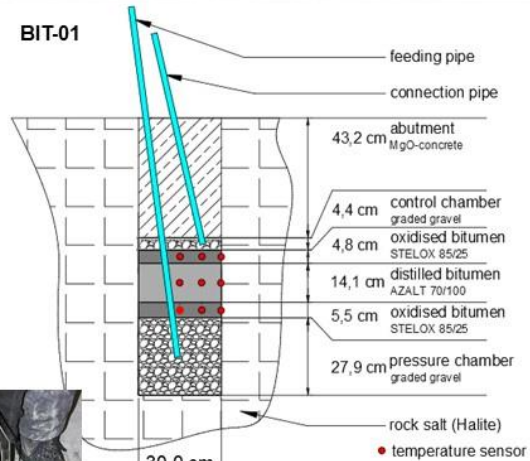 BIT-01
feeding pipe
connection pipe
43,2 cm abutment
MgO-concrete
4,4 cm control chamber
graded gravel
4,8 cm oxidised bitumen
STELOX 85/25
14,1 cm distilled bitumen
AZALT 70/100
5,5 cm oxidised bitumen
STELOX 85/25
27,9 cm pressure chamber
graded gravel
rock salt (Halite)
temperature sensor